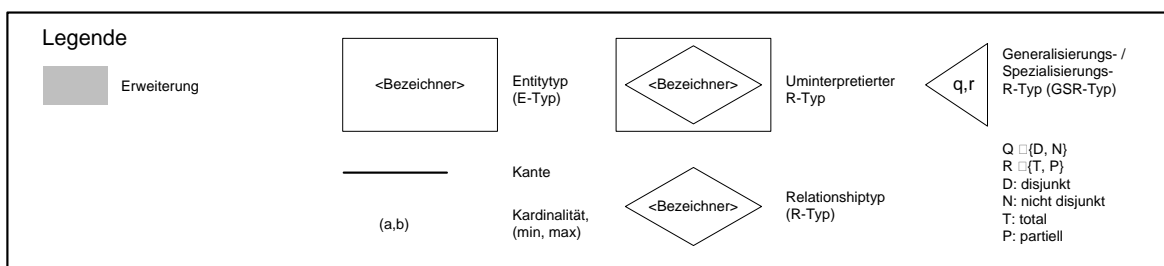 Legende
Erweiterung
<Bezeichner>
Entitytyp
(E-Typ)
<Bezeichner>
Uminterpretierter
R-Typ
q,r
Generalisierungs- /
Spezialisierungs-
R-Typ (GSR-Typ)
Kante
(a,b)
Kardinalität,
(min, max)
<Bezeichner>
Relationshiptyp
(R-Typ)
Q □{D, N}
R □{T, P}
D: disjunkt
N: nicht disjunkt
T: total
P: partiell